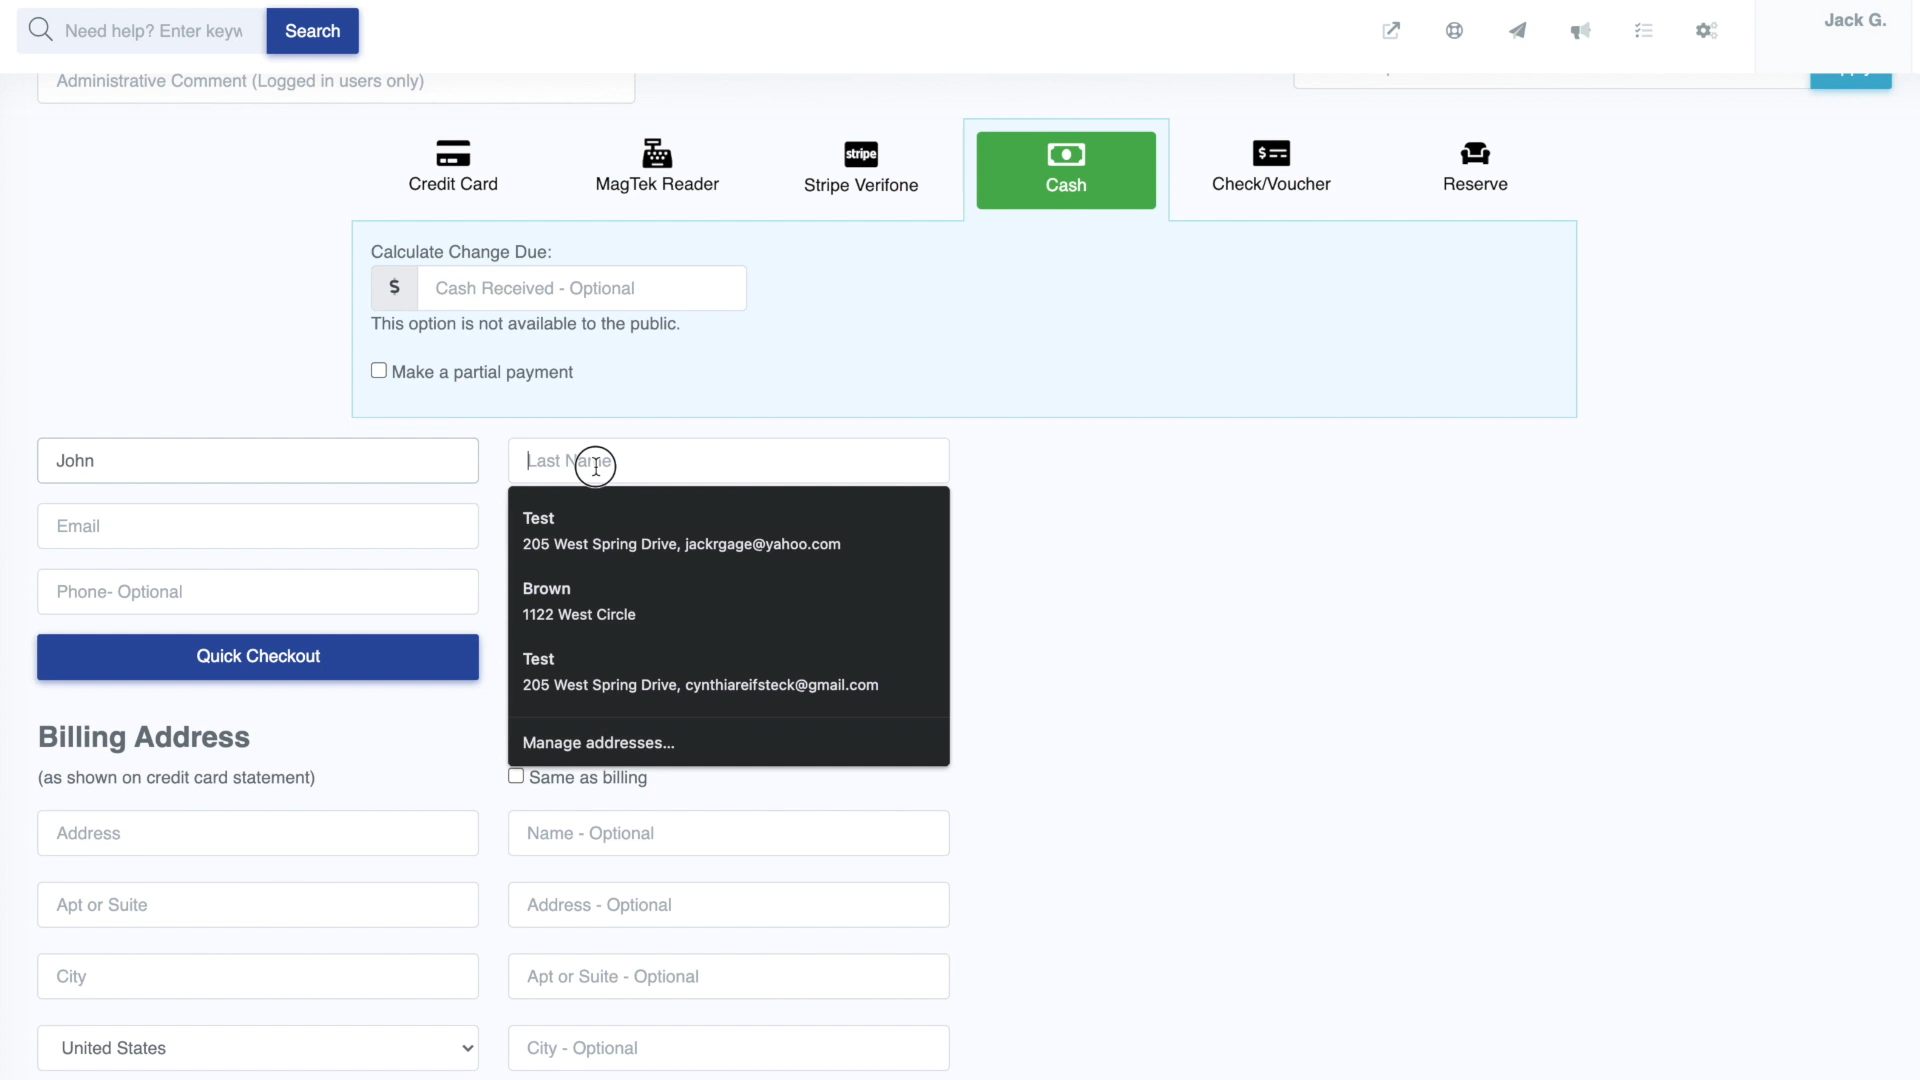 Need help? Enter keyw
Search
Jack G.
Administrative Comment (Logged in users only)
Credit Card
MagTek Reader
stripe
Stripe Verifone
Cash
$
Check/Voucher
Reserve
Calculate Change Due:
$
Cash Received - Optional
This option is not available to the public.
Make a partial payment
John
Last Name
Email
Test
205 West Spring Drive, jackrgage@yahoo.com
Phone- Optional
Brown
1122 West Circle
Quick Checkout
Test
205 West Spring Drive, cynthiareifsteck@gmail.com
Manage addresses...
Billing Address
(as shown on credit card statement)
Same as billing
Address
Name - Optional
Apt or Suite
Address - Optional
City
Apt or Suite - Optional
United States
City - Optional